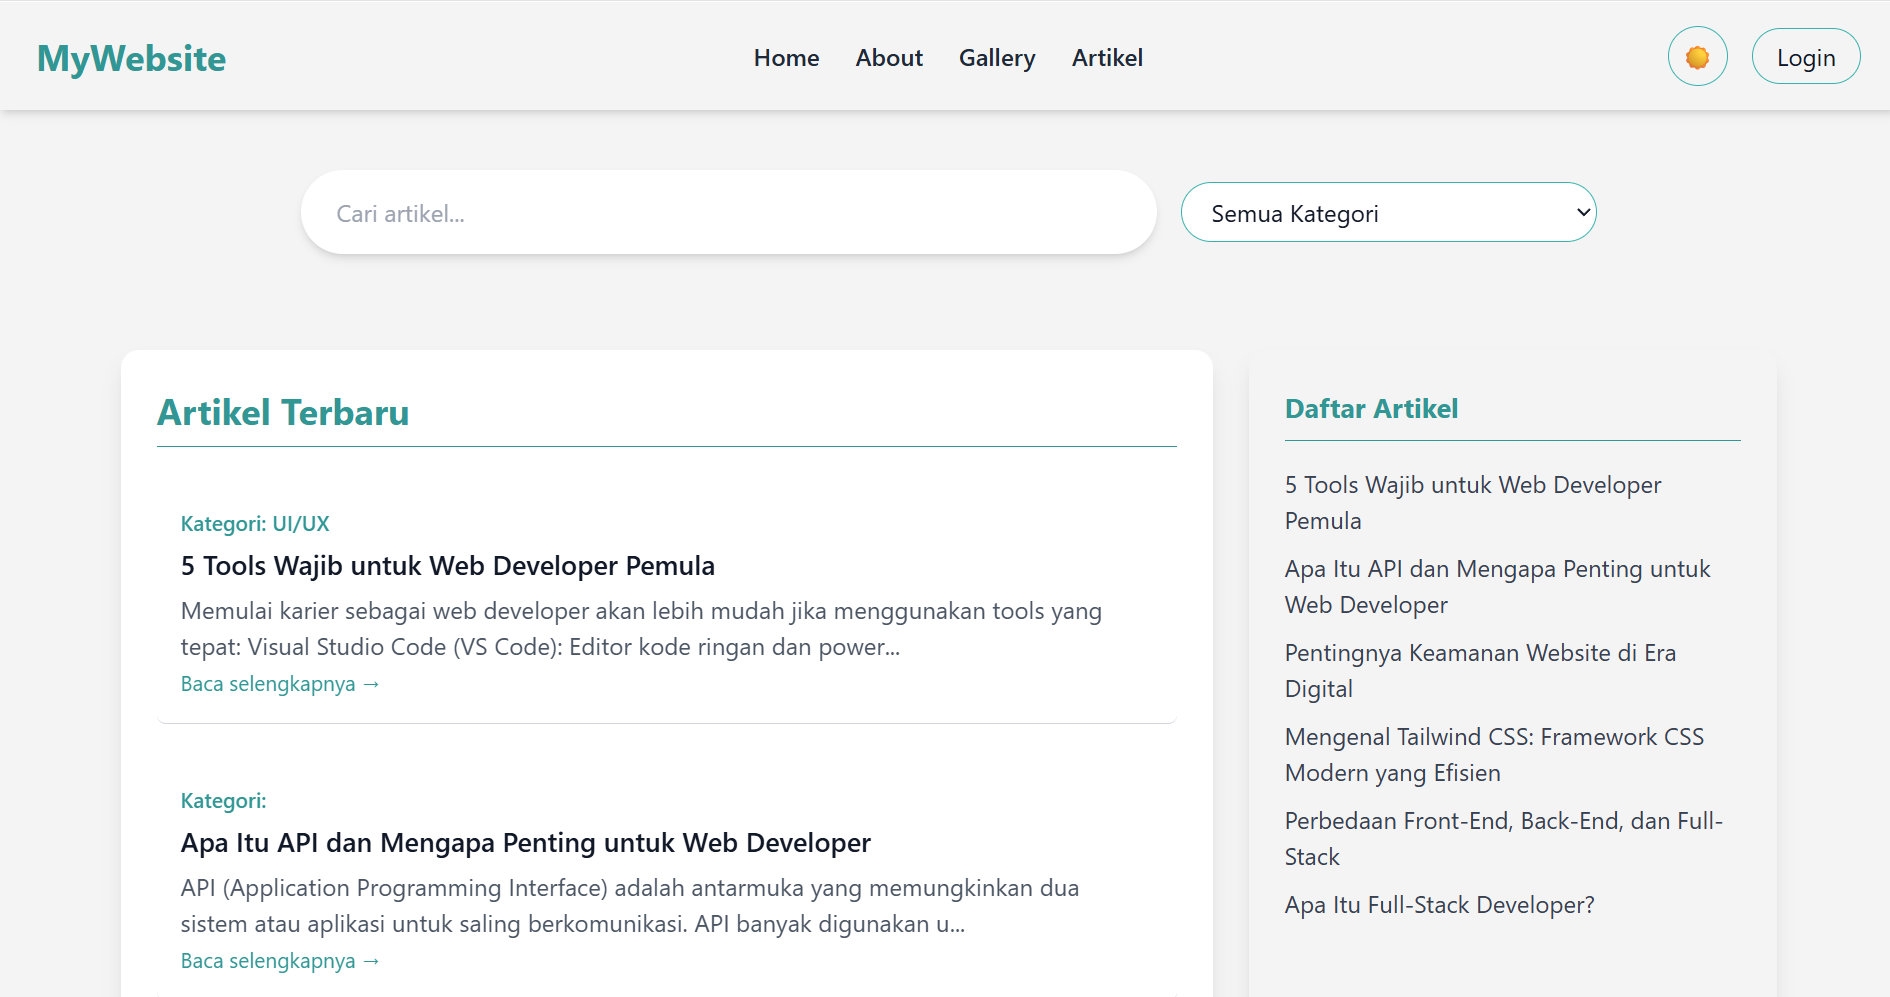 MyWebsite
Home About Gallery Artikel
Login
Cari artikel...
Semua Kategori
Artikel Terbaru
Kategori: UI/UX
5 Tools Wajib untuk Web Developer Pemula
Memulai karier sebagai web developer akan lebih mudah jika menggunakan tools yang
tepat: Visual Studio Code (VS Code): Editor kode ringan dan power...
Baca selengkapnya →
Kategori:
Apa Itu API dan Mengapa Penting untuk Web Developer
API (Application Programming Interface) adalah antarmuka yang memungkinkan dua
sistem atau aplikasi untuk saling berkomunikasi. API banyak digunakan u...
Baca selengkapnya →
Daftar Artikel
5 Tools Wajib untuk Web Developer
Pemula
Apa Itu API dan Mengapa Penting untuk
Web Developer
Pentingnya Keamanan Website di Era
Digital
Mengenal Tailwind CSS: Framework CSS
Modern yang Efisien
Perbedaan Front-End, Back-End, dan Full-
Stack
Apa Itu Full-Stack Developer?